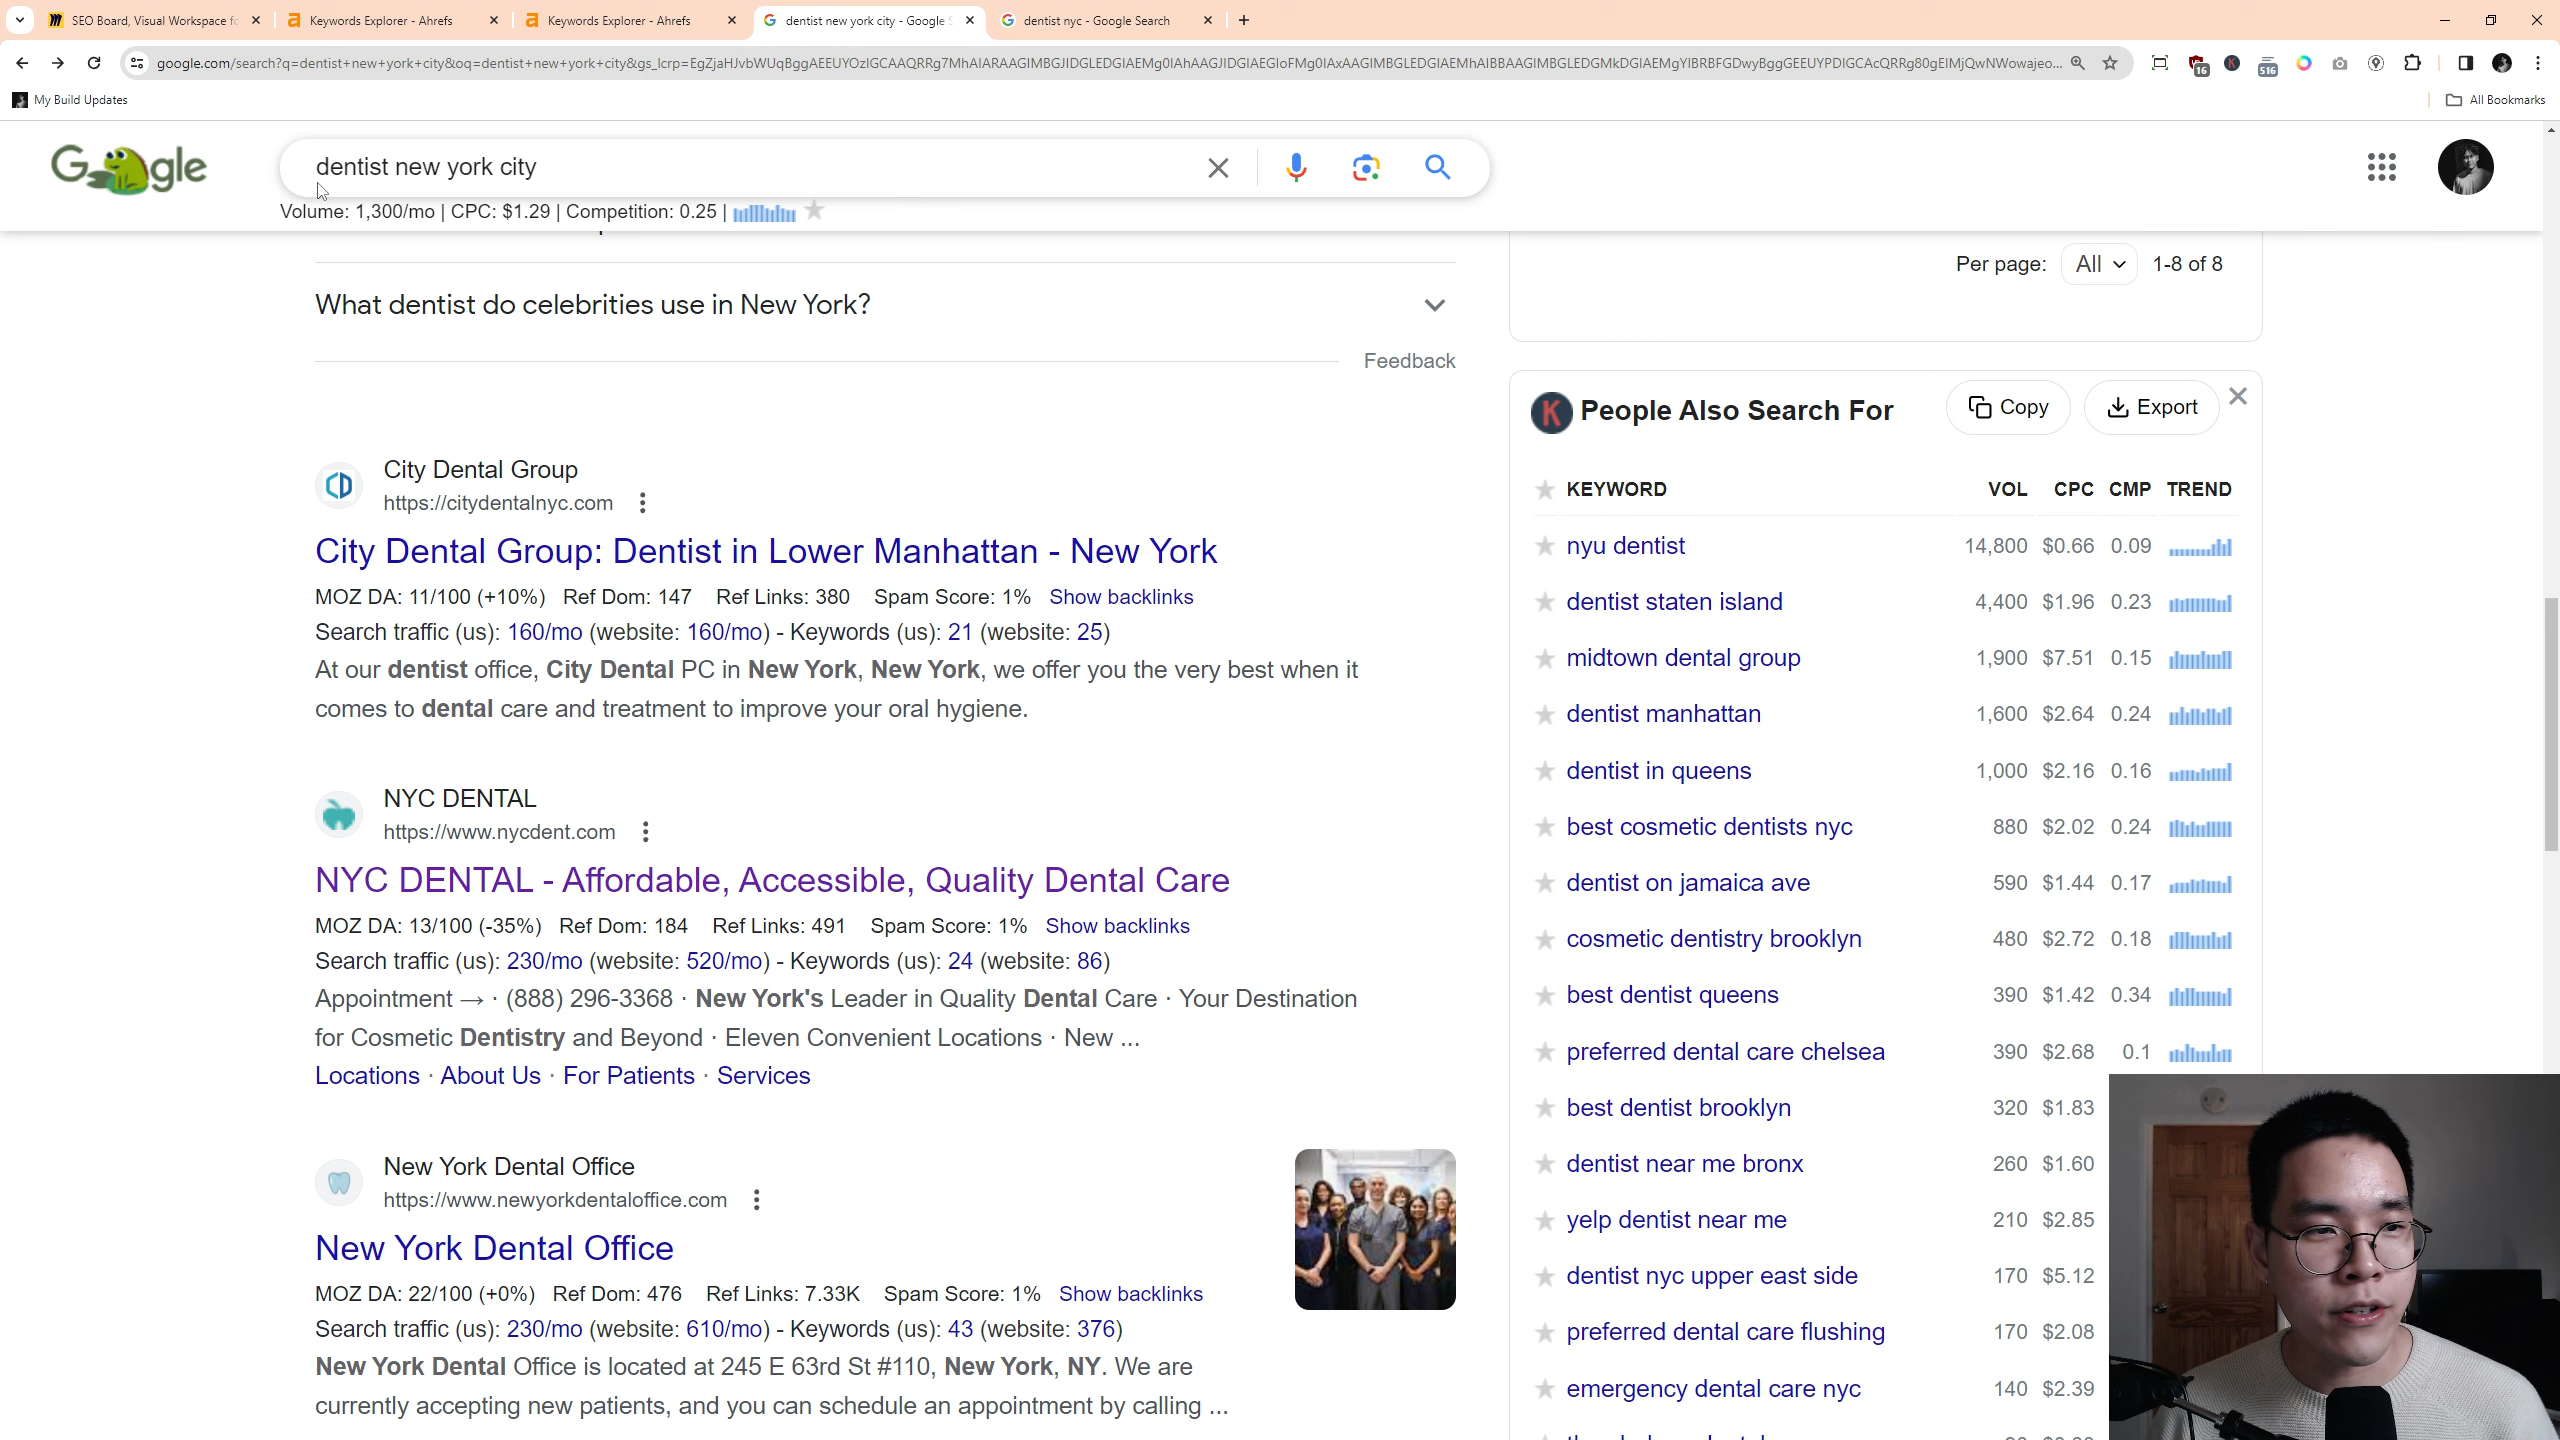 SEO Board, Visual Workspace fo
Keywords Explorer - Ahrefs
Keywords Explorer - Ahrefs
dentist new york city - Google S
dentist nyc - Google Search
16
516
My Build Updates
All Bookmarks
Google
dentist new york city
Volume: 1,300/mo | CPC: $1.29 | Competition: 0.25 |
What dentist do celebrities use in New York?
Feedback
City Dental Group
https://citydentalnyc.com
City Dental Group: Dentist in Lower Manhattan - New York
MOZ DA: 11/100 (+10%) Ref Dom: 147 Ref Links: 380 Spam Score: 1% Show backlinks
Search traffic (us): 160/mo (website: 160/mo) - Keywords (us): 21 (website: 25)
At our dentist office, City Dental PC in New York, New York, we offer you the very best when it
comes to dental care and treatment to improve your oral hygiene.
NYC DENTAL
https://www.nycdent.com
NYC DENTAL - Affordable, Accessible, Quality Dental Care
MOZ DA: 13/100 (-35%) Ref Dom: 184 Ref Links: 491 Spam Score: 1% Show backlinks
Search traffic (us): 230/mo (website: 520/mo) - Keywords (us): 24 (website: 86)
Appointment → · (888) 296-3368 · New York's Leader in Quality Dental Care · Your Destination
for Cosmetic Dentistry and Beyond · Eleven Convenient Locations · New ...
Locations · About Us · For Patients · Services
New York Dental Office
https://www.newyorkdentaloffice.com
New York Dental Office
MOZ DA: 22/100 (+0%) Ref Dom: 476 Ref Links: 7.33K Spam Score: 1% Show backlinks
Search traffic (us): 230/mo (website: 610/mo) - Keywords (us): 43 (website: 376)
New York Dental Office is located at 245 E 63rd St #110, New York, NY. We are
currently accepting new patients, and you can schedule an appointment by calling ...
Per page: All 1-8 of 8
K People Also Search For Copy Export
KEYWORD VOL CPC CMP TREND
nyu dentist 14,800 $0.66 0.09
dentist staten island 4,400 $1.96 0.23
midtown dental group 1,900 $7.51 0.15
dentist manhattan 1,600 $2.64 0.24
dentist in queens 1,000 $2.16 0.16
best cosmetic dentists nyc 880 $2.02 0.24
dentist on jamaica ave 590 $1.44 0.17
cosmetic dentistry brooklyn 480 $2.72 0.18
best dentist queens 390 $1.42 0.34
preferred dental care chelsea 390 $2.68 0.1
best dentist brooklyn 320 $1.83
dentist near me bronx 260 $1.60
yelp dentist near me 210 $2.85
dentist nyc upper east side 170 $5.12
preferred dental care flushing 170 $2.08
emergency dental care nyc 140 $2.39